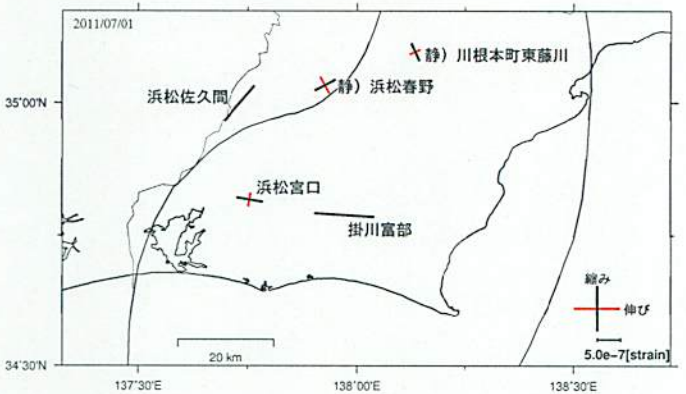 2011/07/01
静）川根本町東藤川
静）浜松春野
浜松佐久間
35°00'N
浜松宮口
掛川富部
縮み
伸び
5.0e-7[strain]
20 km
34°30'N
137°30'E
138°00'E
138°30'E